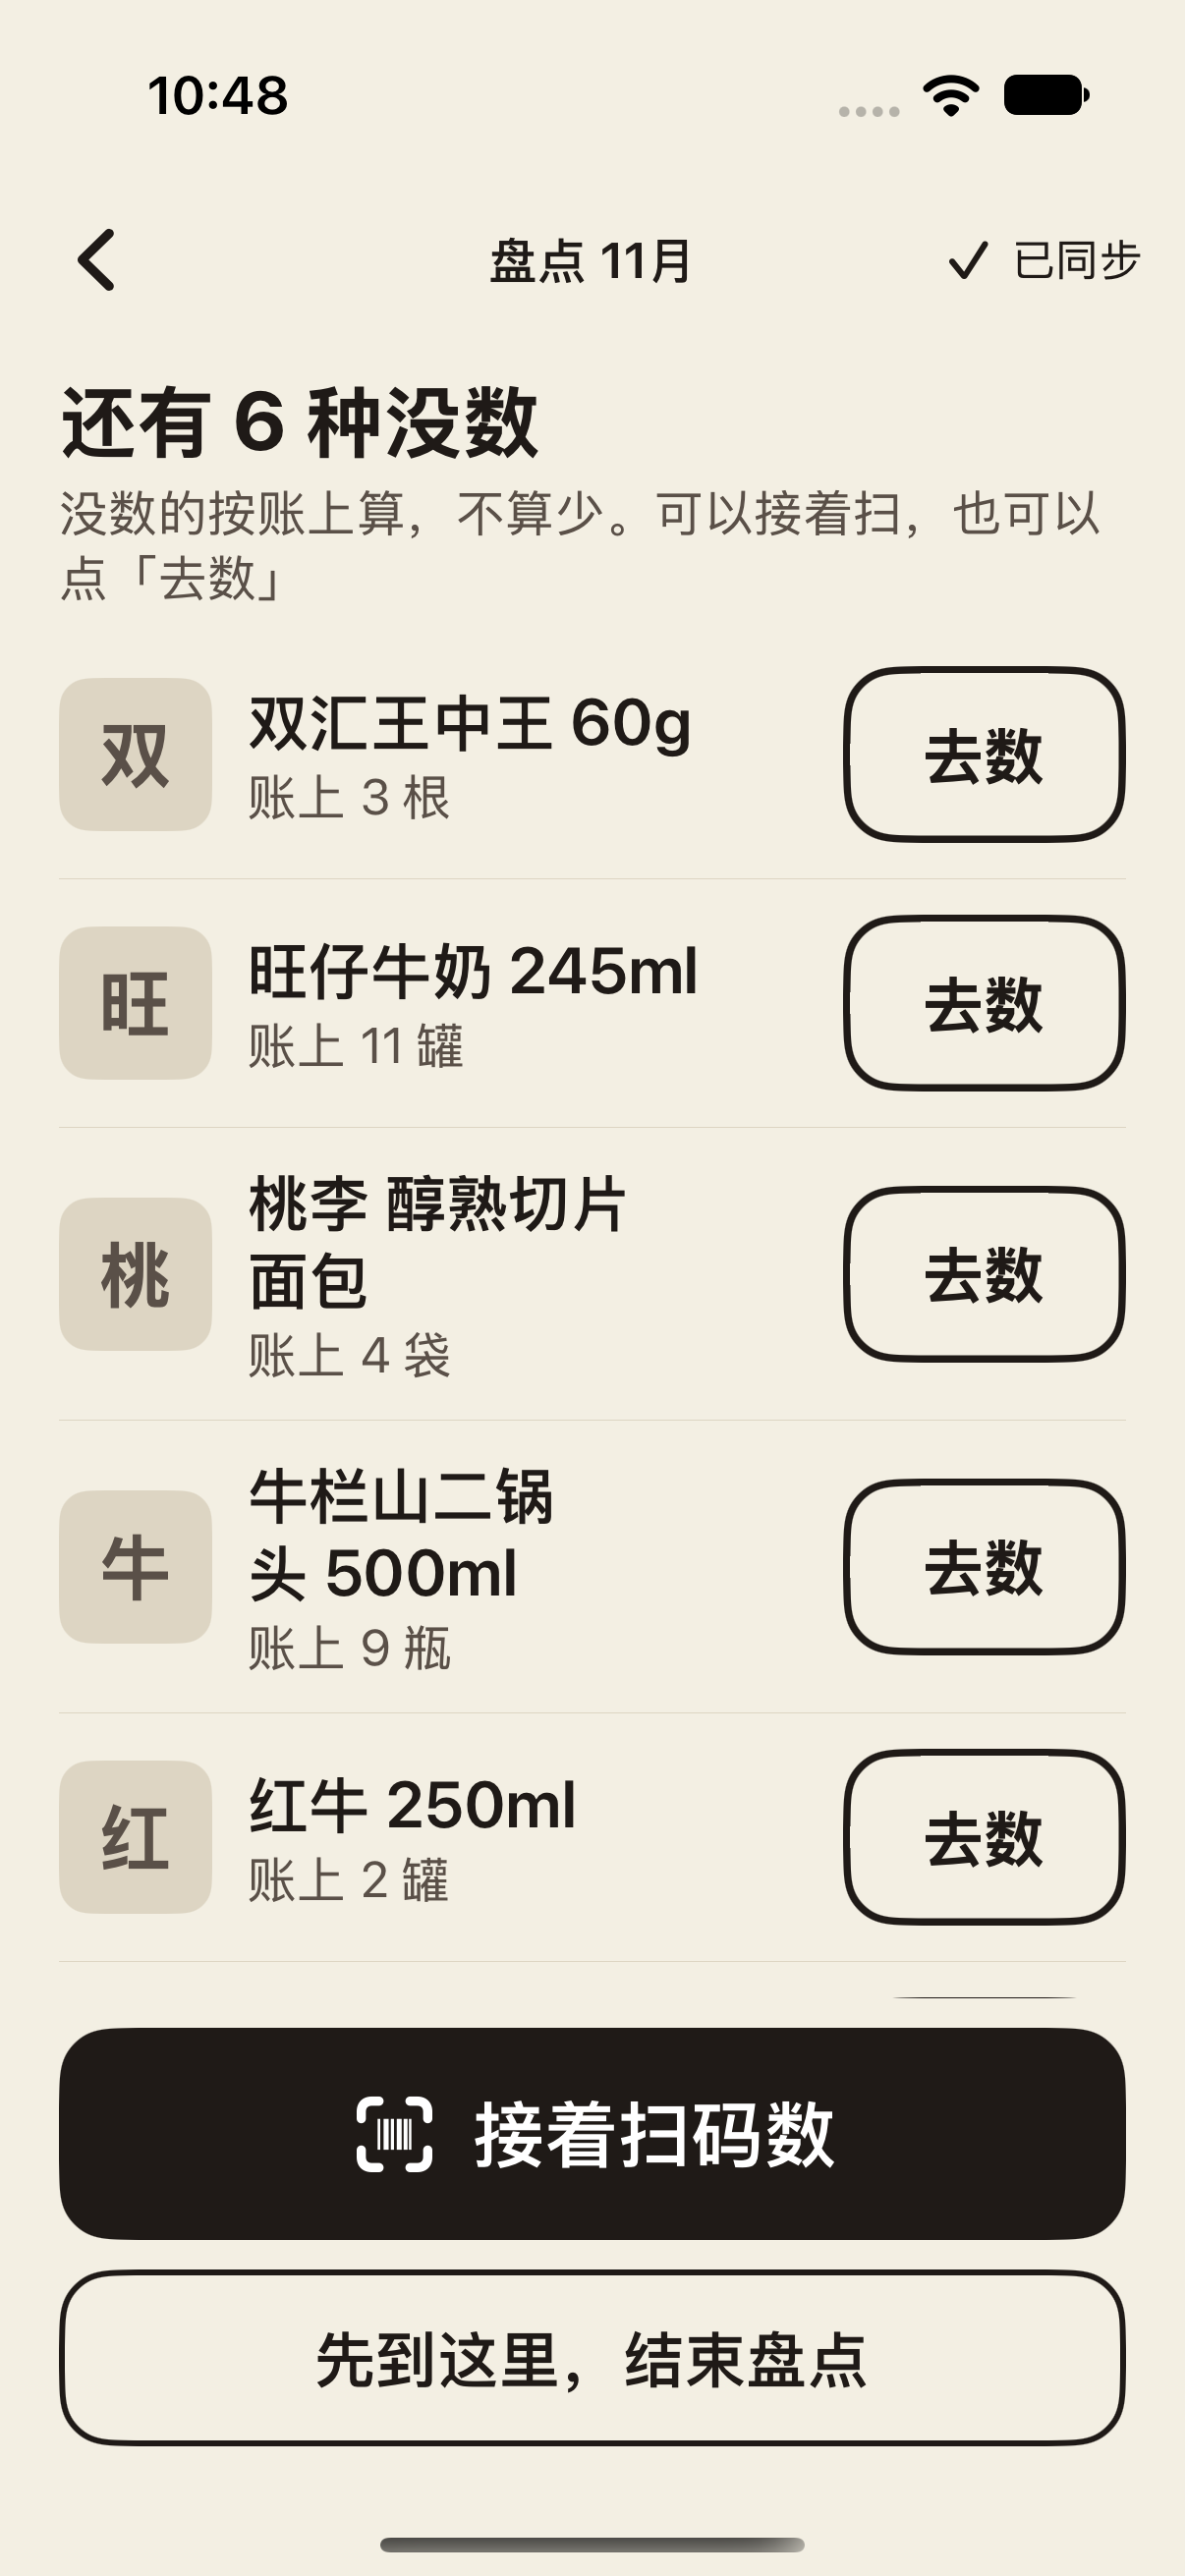 10:48
盘点 11月
已同步
还有 6 种没数
没数的按账上算，不算少。可以接着扫，也可以
点「去数」
双
双汇王中王 60g
账上 3 根
去数
旺
旺仔牛奶 245ml
账上 11 罐
去数
桃
桃李 醇熟切片
面包
账上 4 袋
去数
牛
牛栏山二锅
头 500ml
账上 9 瓶
去数
红
红牛 250ml
账上 2 罐
去数
接着扫码数
先到这里，结束盘点